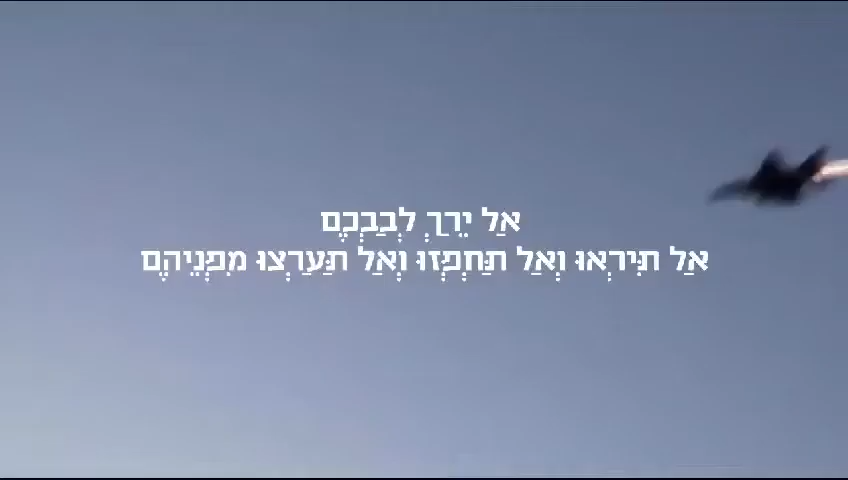 אַל יֵרַךְ לְבַבְכֶם
אַל תִּירְאוּ וְאַל תַּחְפְּזוּ וְאַל תַּעַרְצוּ מִפְּנֵיהֶם